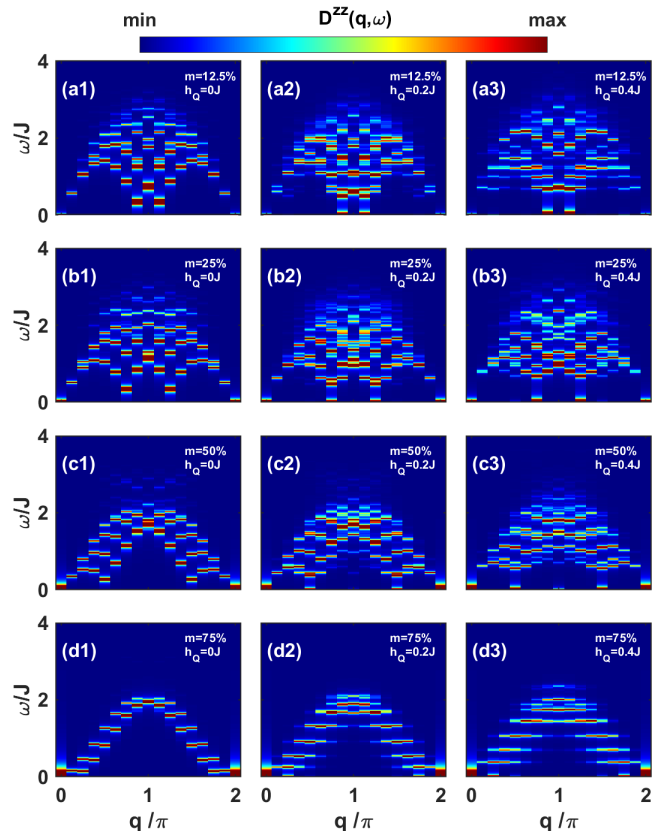 min D^zz(q,ω) max
4
2
0
ω/J
(a1) m=12.5%
h_Q=0J
(a2) m=12.5%
h_Q=0.2J
(a3) m=12.5%
h_Q=0.4J
4
2
0
ω/J
(b1) m=25%
h_Q=0J
(b2) m=25%
h_Q=0.2J
(b3) m=25%
h_Q=0.4J
4
2
0
ω/J
(c1) m=50%
h_Q=0J
(c2) m=50%
h_Q=0.2J
(c3) m=50%
h_Q=0.4J
4
2
0
ω/J
(d1) m=75%
h_Q=0J
(d2) m=75%
h_Q=0.2J
(d3) m=75%
h_Q=0.4J
0 1 2
0 1 2
0 1 2
q/π
q/π
q/π